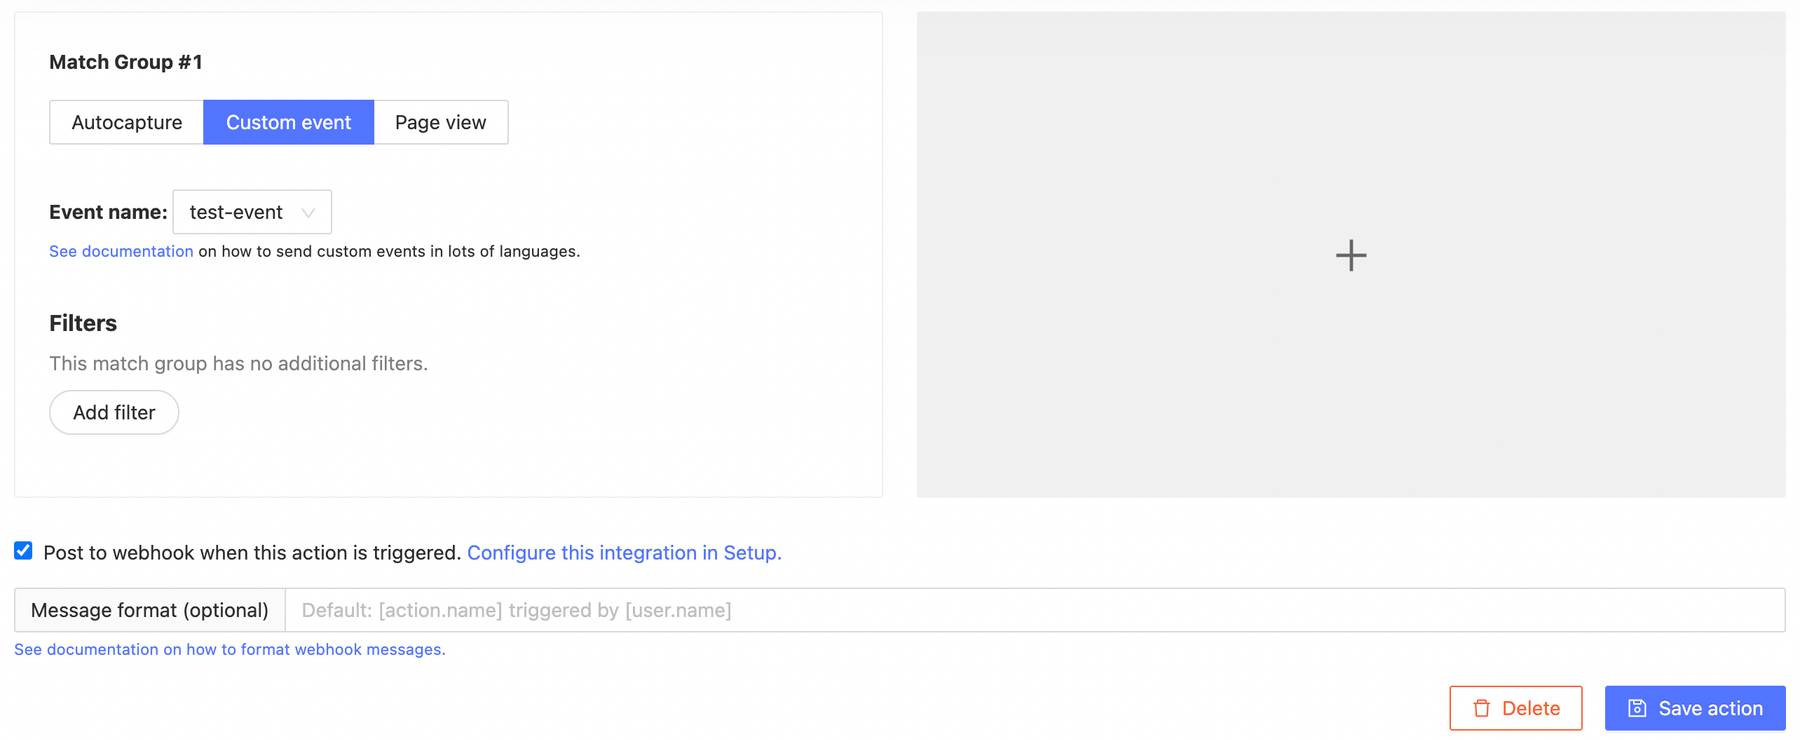 Match Group #1
Autocapture Custom event Page view
Event name: test-event
See documentation on how to send custom events in lots of languages.
Filters
This match group has no additional filters.
Add filter
Post to webhook when this action is triggered. Configure this integration in Setup.
Message format (optional) Default: [action.name] triggered by [user.name]
See documentation on how to format webhook messages.
Delete Save action